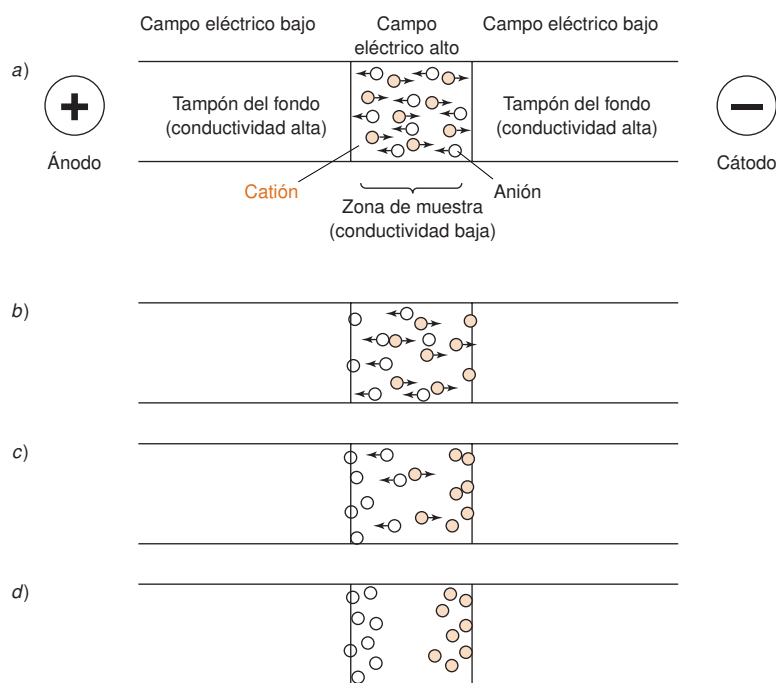 Campo eléctrico bajo
Campo
eléctrico alto
Campo eléctrico bajo
a)
+
Tampón del fondo
(conductividad alta)
Tampón del fondo
(conductividad alta)
−
Ánodo
Cátodo
Catión
Anión
Zona de muestra
(conductividad baja)
b)
c)
d)